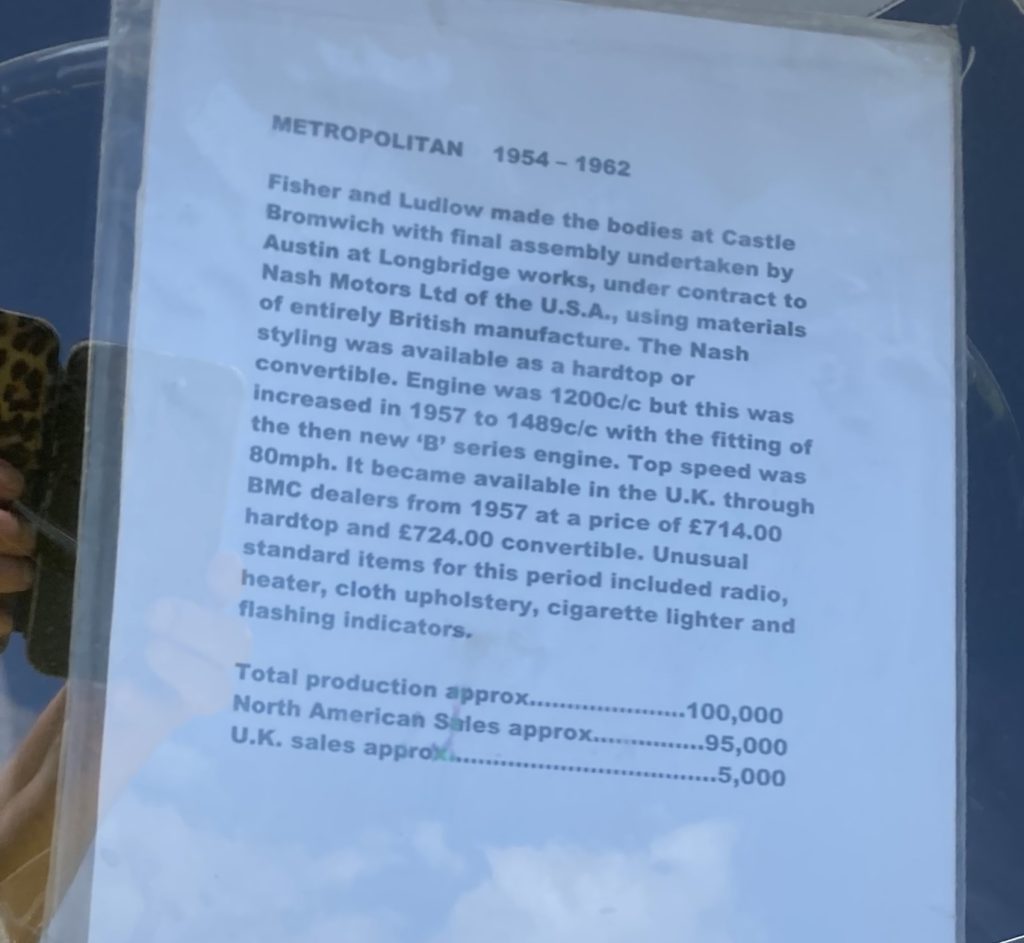 METROPOLITAN 1954 – 1962
Fisher and Ludlow made the bodies at Castle
Bromwich with final assembly undertaken by
Austin at Longbridge works, under contract to
Nash Motors Ltd of the U.S.A., using materials
of entirely British manufacture. The Nash
styling was available as a hardtop or
convertible. Engine was 1200c/c but this was
increased in 1957 to 1489c/c with the fitting of
the then new ‘B’ series engine. Top speed was
80mph. It became available in the U.K. through
BMC dealers from 1957 at a price of £714.00
hardtop and £724.00 convertible. Unusual
standard items for this period included radio,
heater, cloth upholstery, cigarette lighter and
flashing indicators.
Total production approx......................100,000
North American Sales approx................95,000
U.K. sales approx......................................5,000